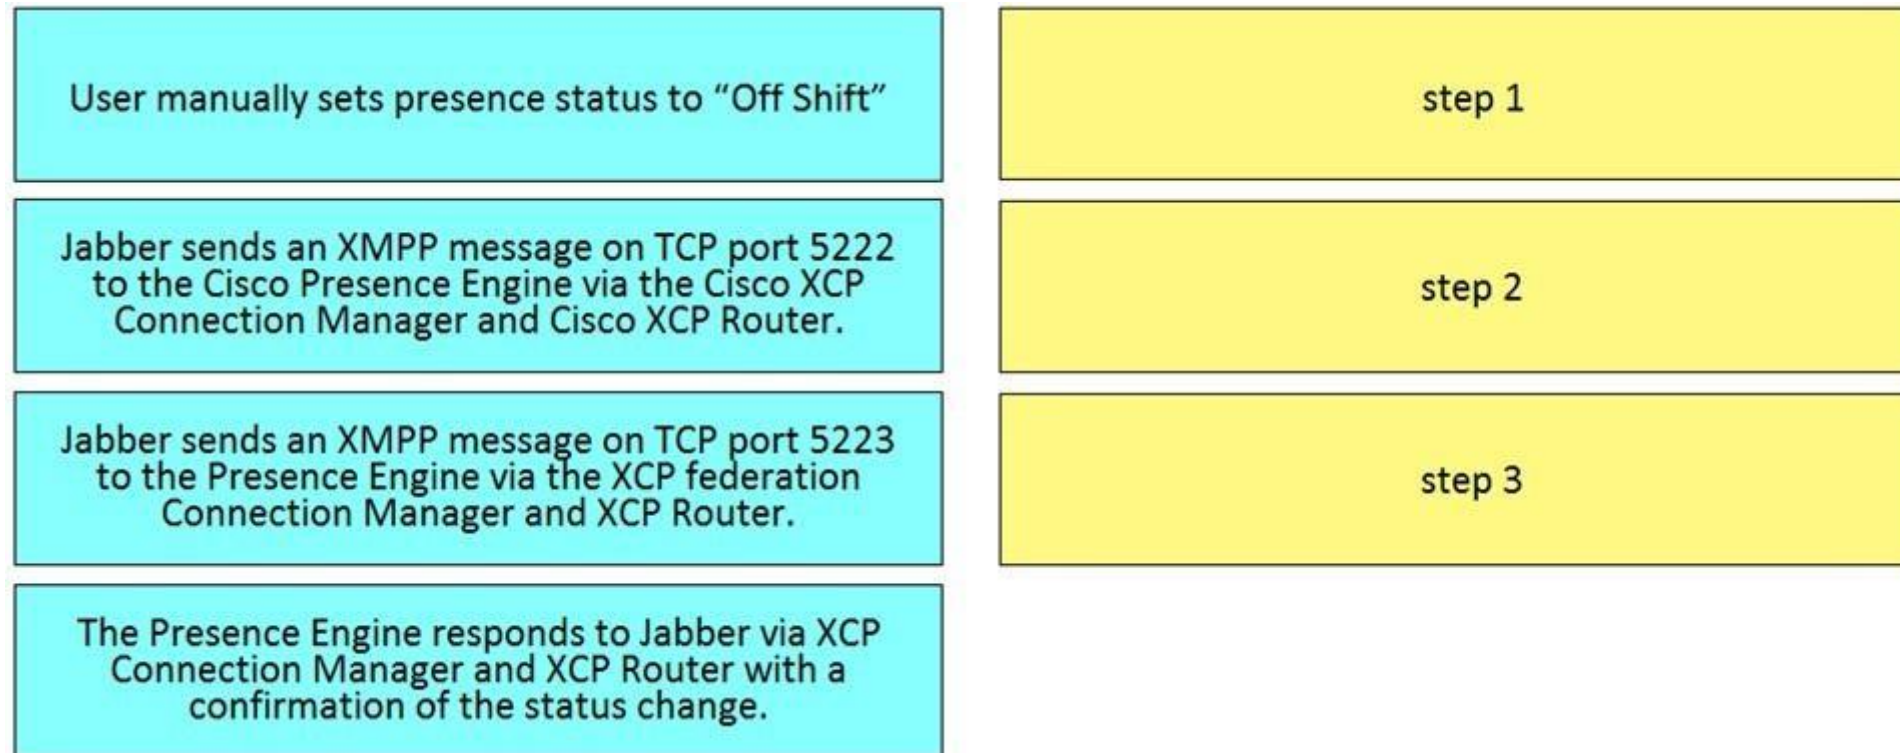 User manually sets presence status to “Off Shift”
step 1
Jabber sends an XMPP message on TCP port 5222
to the Cisco Presence Engine via the Cisco XCP
Connection Manager and Cisco XCP Router.
step 2
Jabber sends an XMPP message on TCP port 5223
to the Presence Engine via the XCP federation
Connection Manager and XCP Router.
step 3
The Presence Engine responds to Jabber via XCP
Connection Manager and XCP Router with a
confirmation of the status change.